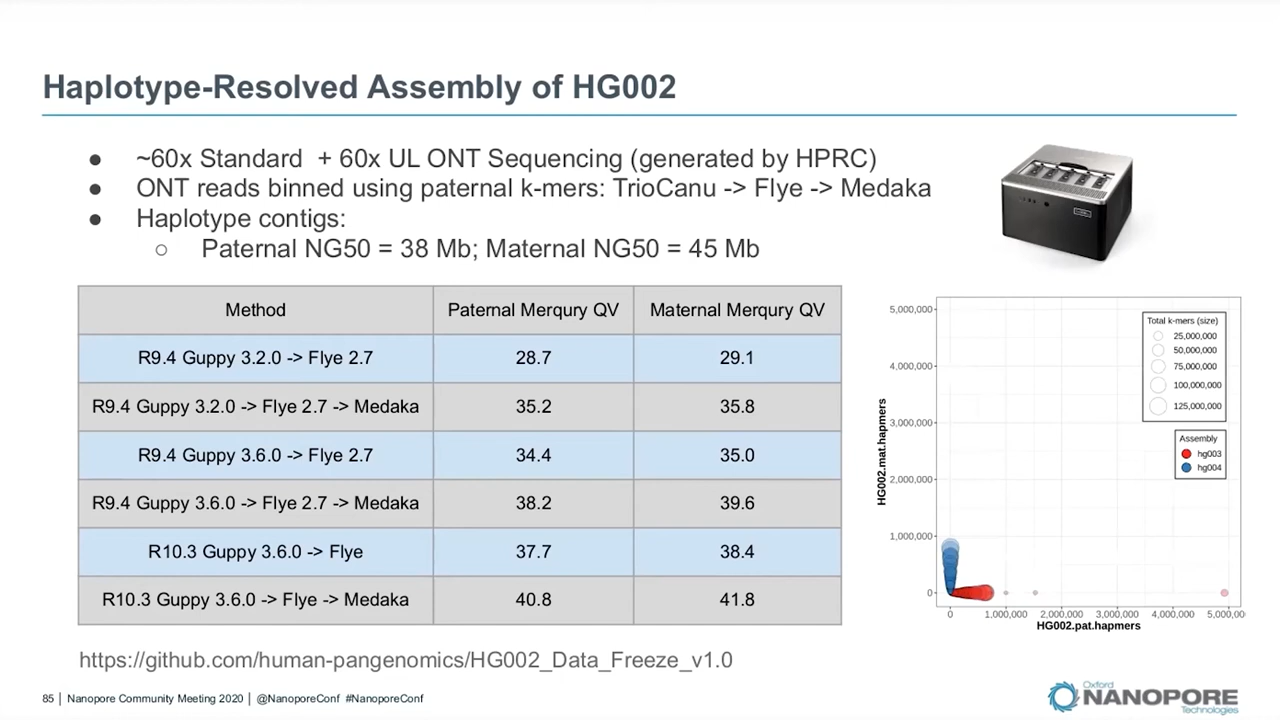 Haplotype-Resolved Assembly of HG002
● ~60x Standard + 60x UL ONT Sequencing (generated by HPRC)
● ONT reads binned using paternal k-mers: TrioCanu -> Flye -> Medaka
● Haplotype contigs:
○ Paternal NG50 = 38 Mb; Maternal NG50 = 45 Mb
Method Paternal Merqury QV Maternal Merqury QV
R9.4 Guppy 3.2.0 -> Flye 2.7 28.7 29.1
R9.4 Guppy 3.2.0 -> Flye 2.7 -> Medaka 35.2 35.8
R9.4 Guppy 3.6.0 -> Flye 2.7 34.4 35.0
R9.4 Guppy 3.6.0 -> Flye 2.7 -> Medaka 38.2 39.6
R10.3 Guppy 3.6.0 -> Flye 37.7 38.4
R10.3 Guppy 3.6.0 -> Flye -> Medaka 40.8 41.8
HG002.mat.hapmers
5,000,000
4,000,000
3,000,000
2,000,000
1,000,000
0
Total k-mers (size)
25,000,000
50,000,000
75,000,000
100,000,000
125,000,000
Assembly
hg003
hg004
0 1,000,000 2,000,000 3,000,000 4,000,000 5,000,00
HG002.pat.hapmers
https://github.com/human-pangenomics/HG002_Data_Freeze_v1.0
85 | Nanopore Community Meeting 2020 | @NanoporeConf #NanoporeConf
Oxford
NANOPORE
Technologies